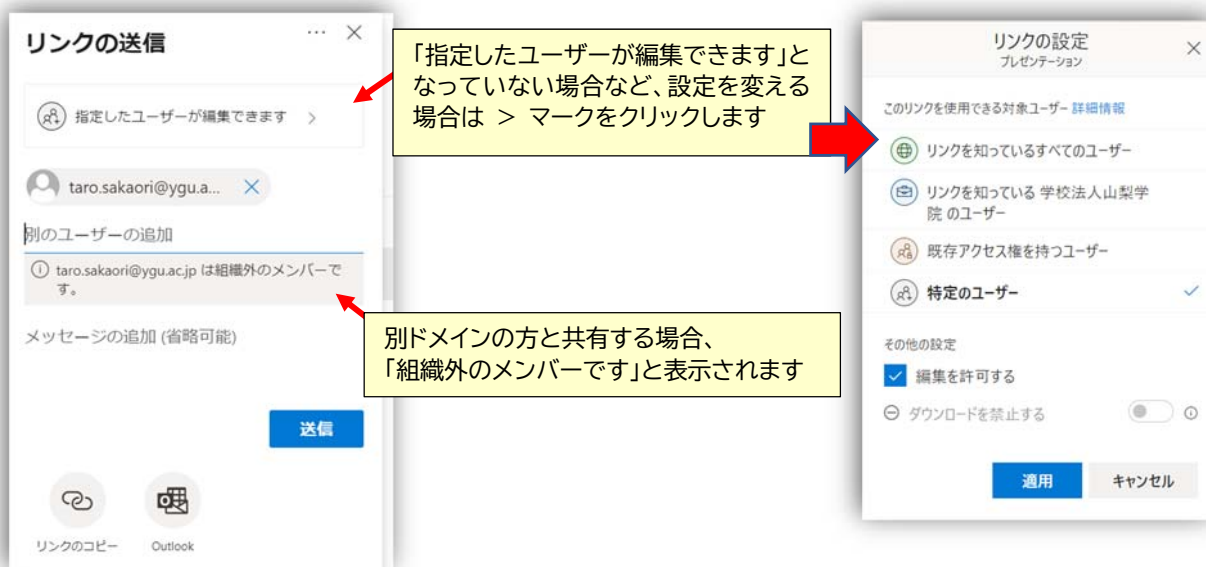 リンクの送信
… ×
指定したユーザーが編集できます >
taro.sakaori@ygu.a... ×
別のユーザーの追加
taro.sakaori@ygu.ac.jp は組織外のメンバーで
す。
メッセージの追加 (省略可能)
送信
リンクのコピー
Outlook
「指定したユーザーが編集できます」と
なっていない場合など、設定を変える
場合は > マークをクリックします
別ドメインの方と共有する場合、
「組織外のメンバーです」と表示されます
リンクの設定
プレゼンテーション
このリンクを使用できる対象ユーザー 詳細情報
リンクを知っているすべてのユーザー
リンクを知っている 学校法人山梨学
院 のユーザー
既存アクセス権を持つユーザー
特定のユーザー
その他の設定
編集を許可する
ダウンロードを禁止する
適用
キャンセル